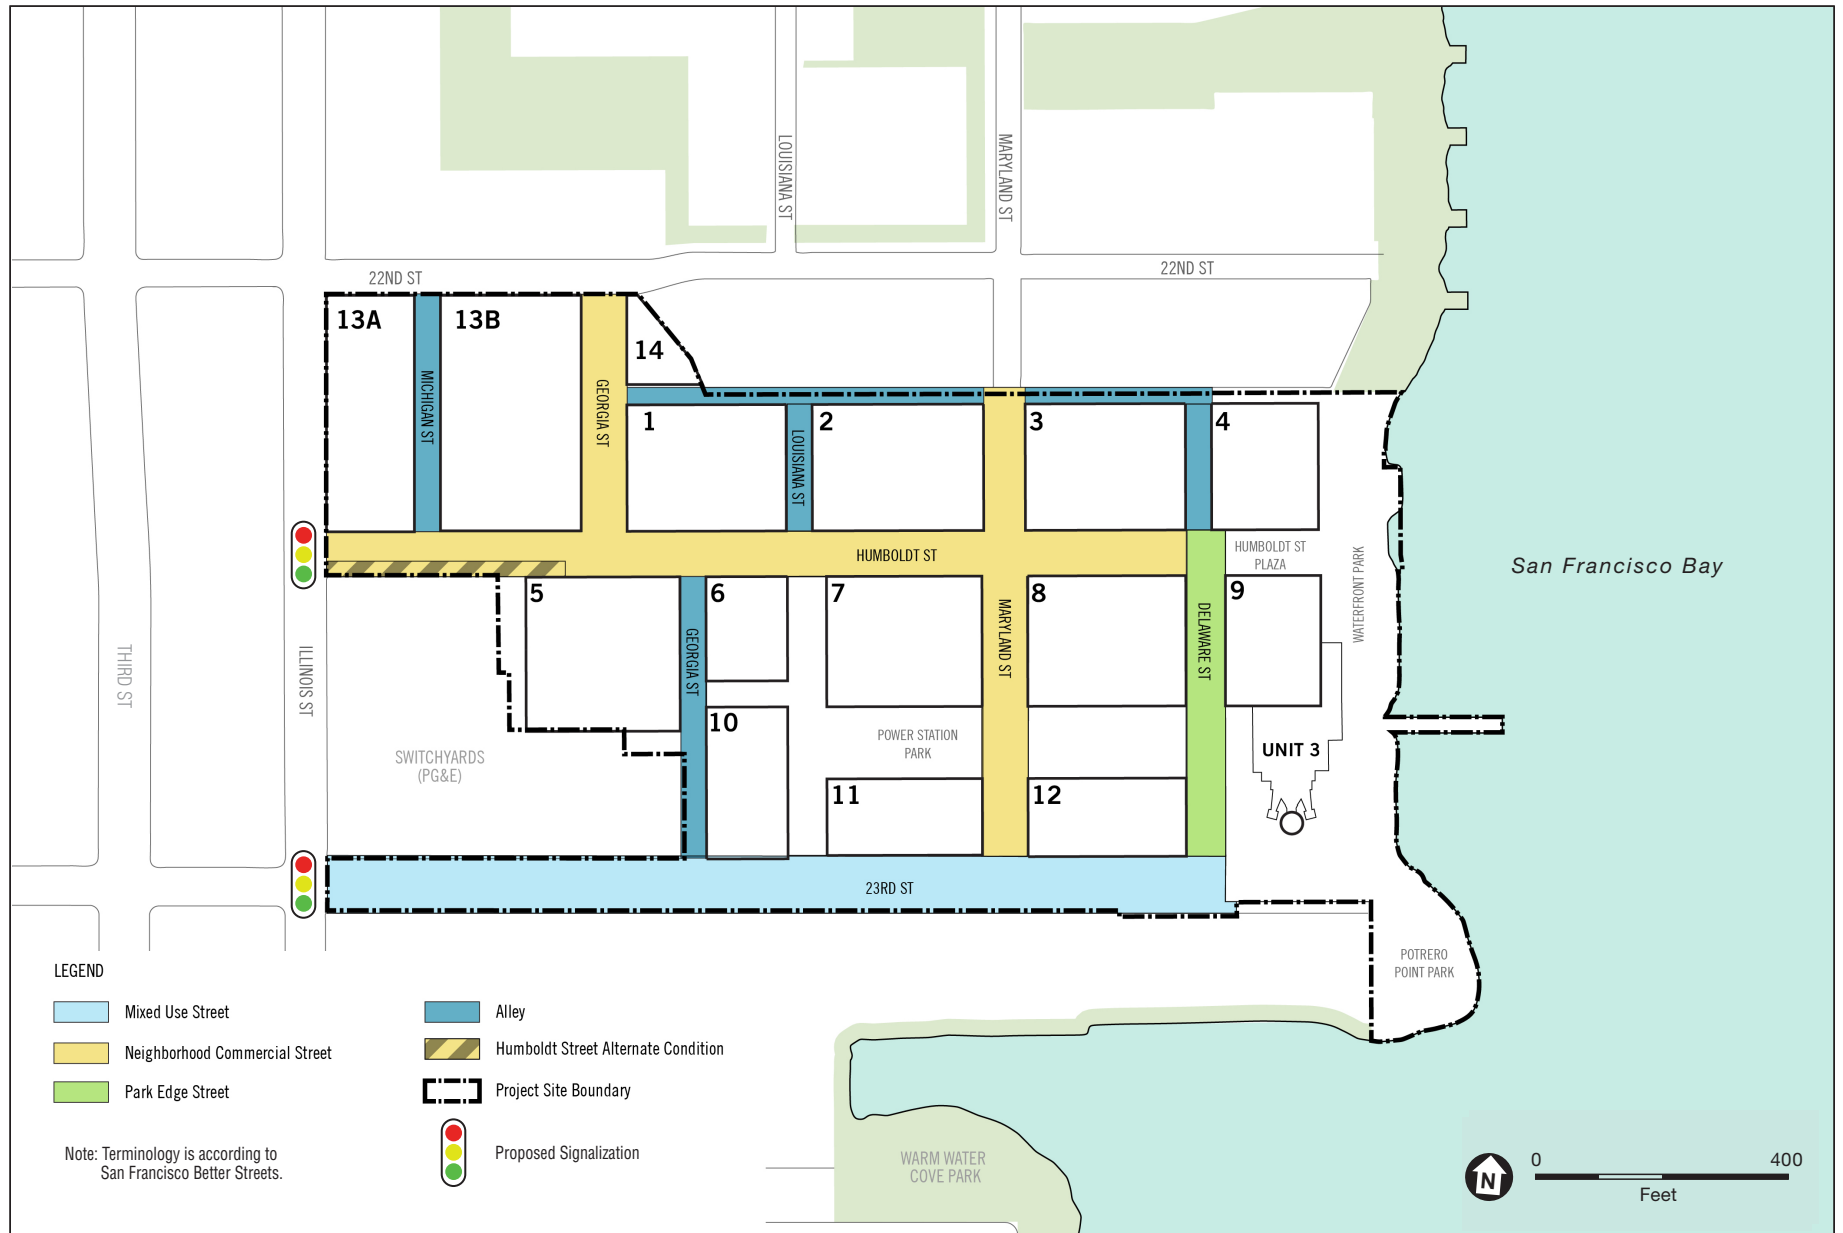 LOUISIANA ST
MARYLAND ST
22ND ST
22ND ST
13A
13B
14
MICHIGAN ST
GEORGIA ST
1
LOUISIANA ST
2
3
4
HUMBOLDT ST
HUMBOLDT ST
PLAZA
WATERFRONT PARK
San Francisco Bay
5
6
7
8
9
THIRD ST
ILLINOIS ST
GEORGIA ST
MARYLAND ST
DELAWARE ST
10
POWER STATION
PARK
UNIT 3
SWITCHYARDS
(PG&E)
11
12
23RD ST
POTRERO
POINT PARK
LEGEND
Mixed Use Street
Neighborhood Commercial Street
Park Edge Street
Alley
Humboldt Street Alternate Condition
Project Site Boundary
Proposed Signalization
Note: Terminology is according to
San Francisco Better Streets.
WARM WATER
COVE PARK
N
0
400
Feet